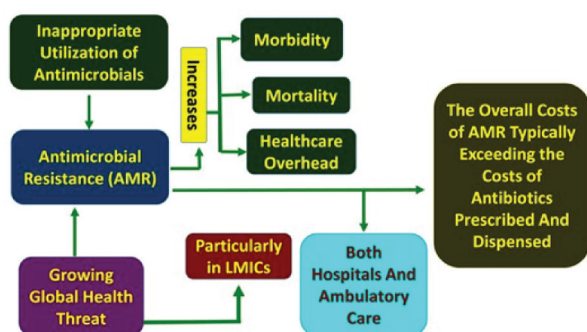 Inappropriate
Utilization of
Antimicrobials
Increases
Morbidity
Mortality
Healthcare
Overhead
Antimicrobial
Resistance (AMR)
The Overall Costs
of AMR Typically
Exceeding the
Costs of
Antibiotics
Prescribed And
Dispensed
Growing
Global Health
Threat
Particularly
in LMICs
Both
Hospitals And
Ambulatory
Care